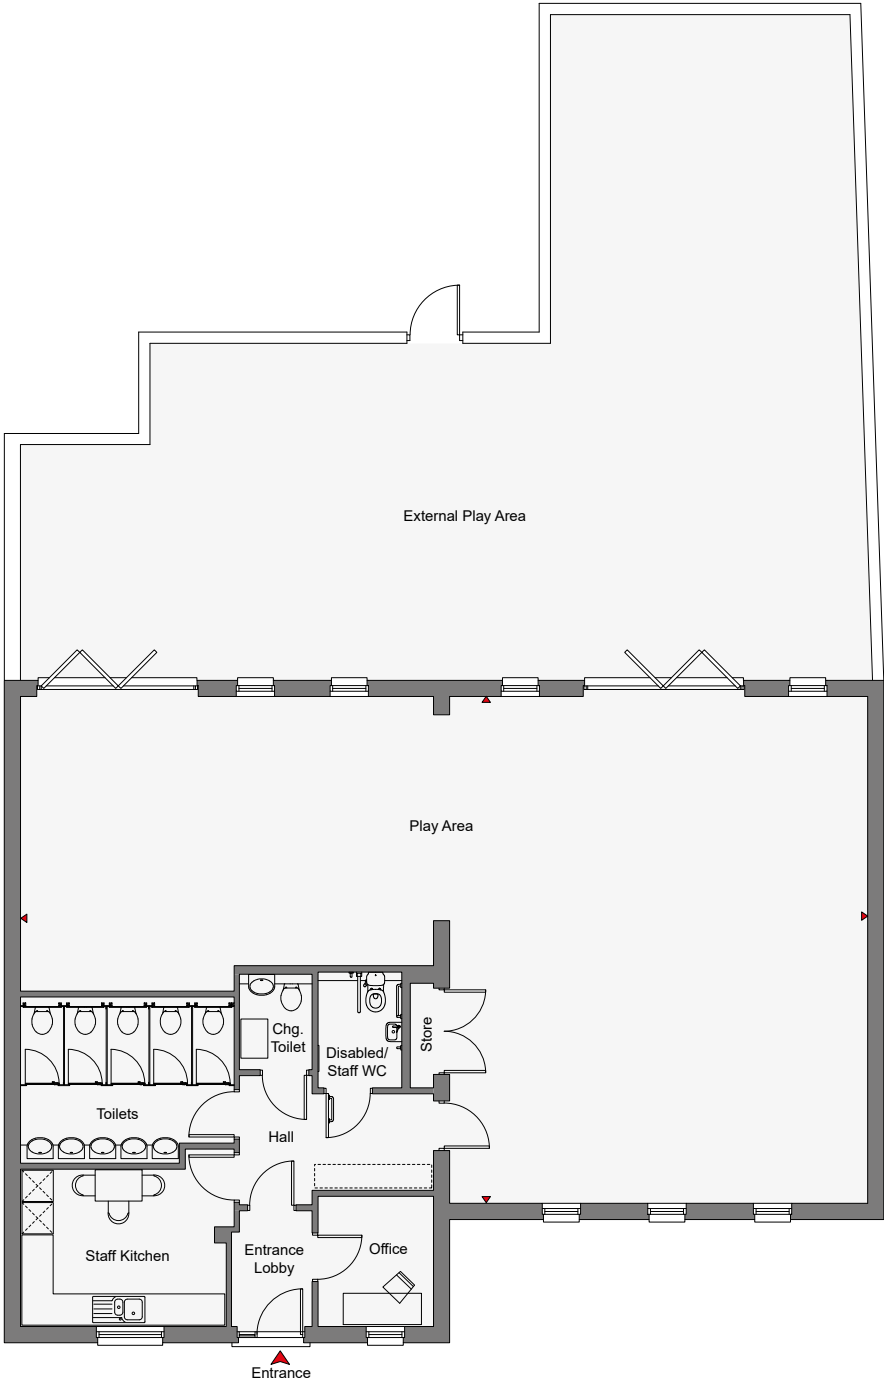 External Play Area
Play Area
Chg.
Toilet
Disabled/
Staff WC
Store
Toilets
Hall
Staff Kitchen
Entrance
Lobby
Office
Entrance